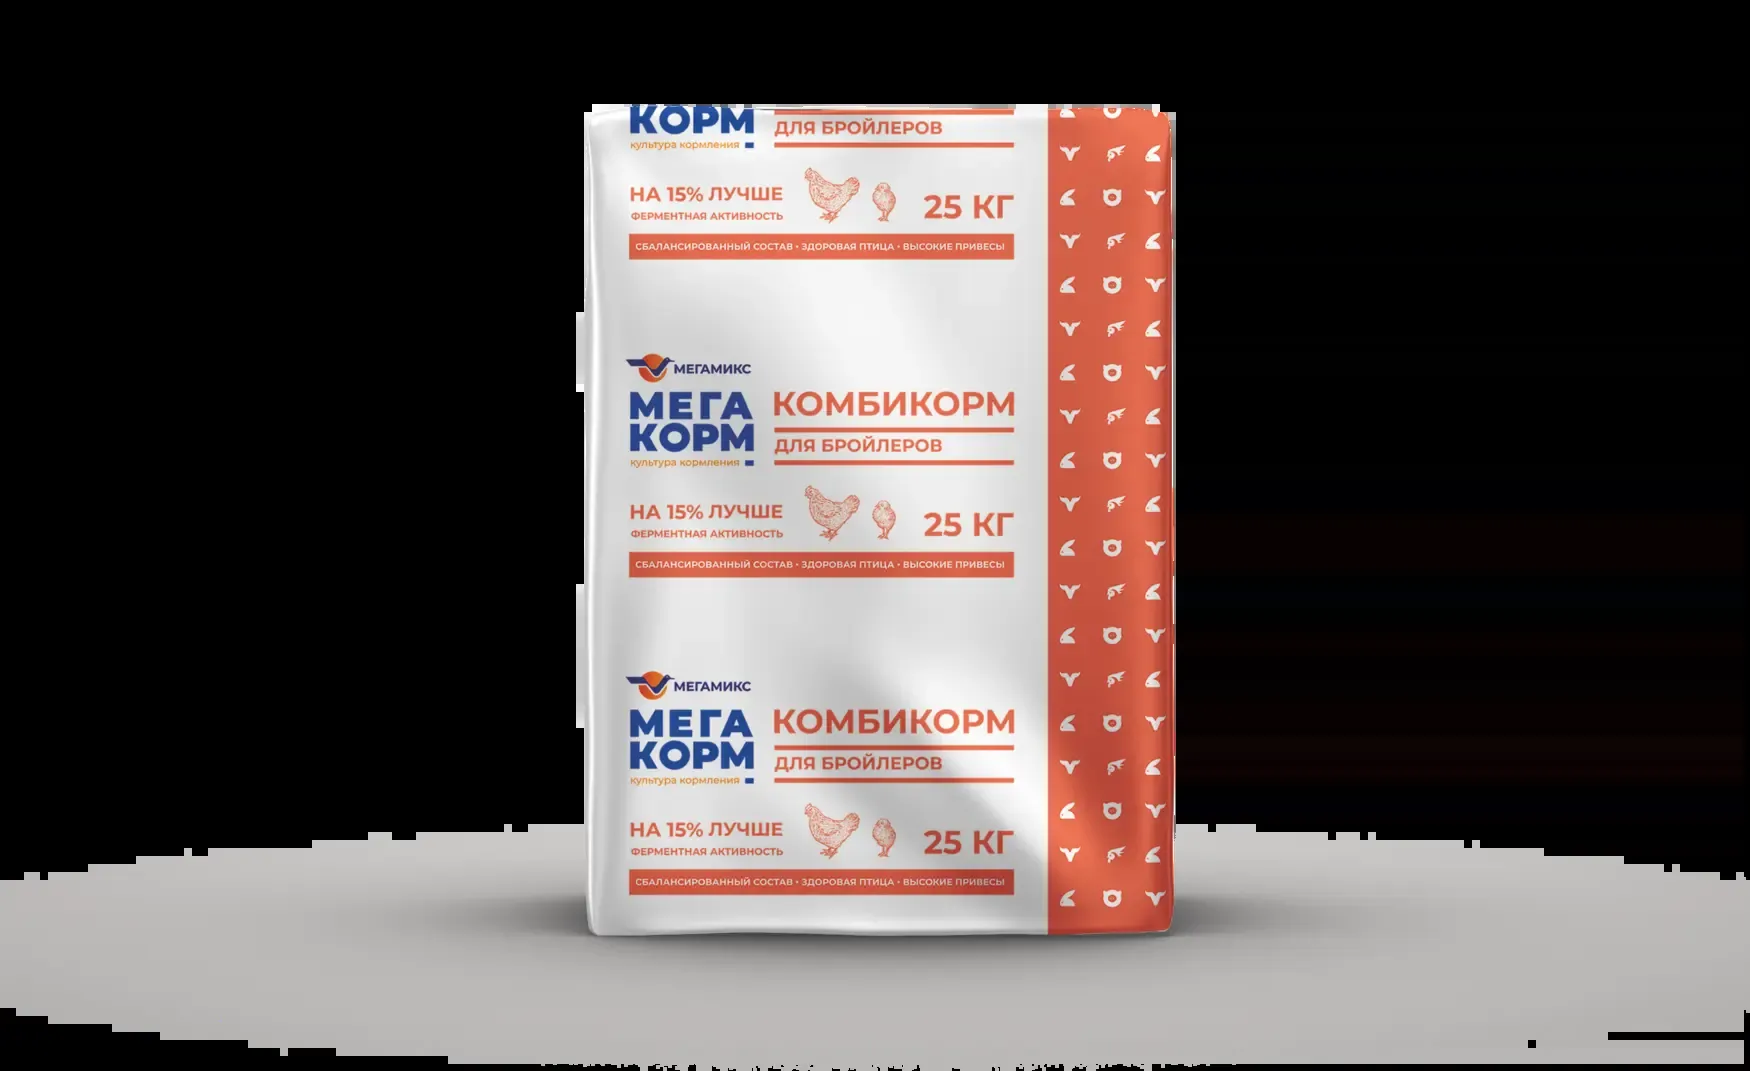 КОРМ
ДЛЯ БРОЙЛЕРОВ
культура кормления
НА 15% ЛУЧШЕ
ФЕРМЕНТНАЯ АКТИВНОСТЬ
25 КГ
СБАЛАНСИРОВАННЫЙ СОСТАВ • ЗДОРОВАЯ ПТИЦА • ВЫСОКИЕ ПРИВЕСЫ
МЕГАМИКС
МЕГА
КОРМ
культура кормления
КОМБИКОРМ
ДЛЯ БРОЙЛЕРОВ
НА 15% ЛУЧШЕ
ФЕРМЕНТНАЯ АКТИВНОСТЬ
25 КГ
СБАЛАНСИРОВАННЫЙ СОСТАВ • ЗДОРОВАЯ ПТИЦА • ВЫСОКИЕ ПРИВЕСЫ
МЕГАМИКС
МЕГА
КОРМ
культура кормления
КОМБИКОРМ
ДЛЯ БРОЙЛЕРОВ
НА 15% ЛУЧШЕ
ФЕРМЕНТНАЯ АКТИВНОСТЬ
25 КГ
СБАЛАНСИРОВАННЫЙ СОСТАВ • ЗДОРОВАЯ ПТИЦА • ВЫСОКИЕ ПРИВЕСЫ